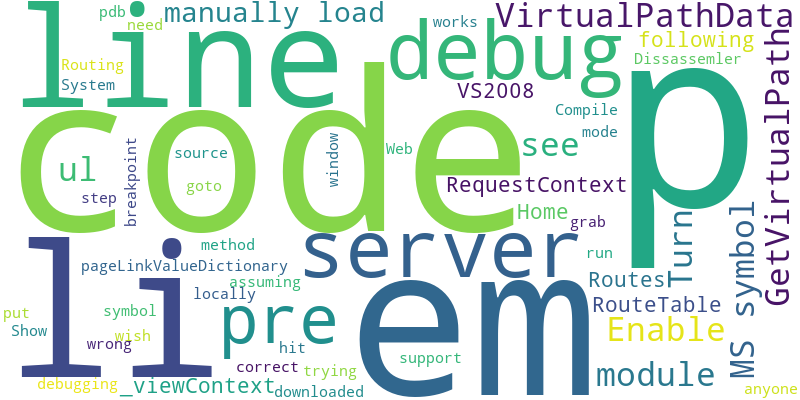 pdb
need
manually load
VirtualPathData
line
works
debug
following
Dissassemler
Routing
System
VS2008
p
code
Compile
mode
breakpoint
source
window
Web
see
ul
goto
RequestContext
step
Home
grab
GetVirtualPath
Turn
MS symbol
li
method
server
run
pageLinkValueDictionary
assuming
em
Routes
locally
RouteTable
put
symbol
pre
Show
wish
Enable
wrong
hit
support
correct
trying
module
debugging
_viewContext
downloaded
anyone